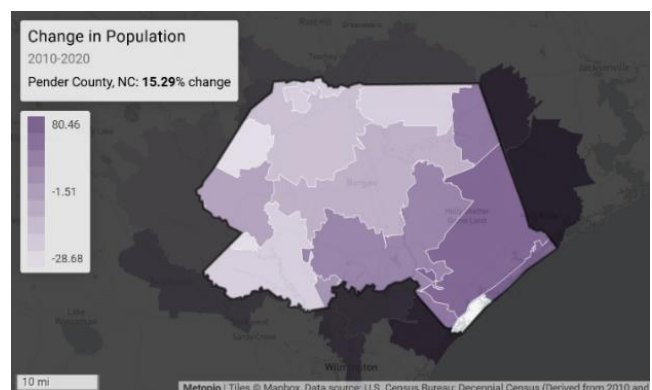 Change in Population
2010-2020
Pender County, NC: 15.29% change
80.46
-1.51
-28.68
Jacksonville
Burgaw
Wilmington
10 mi
Metopio | Tiles © Mapbox, Data source: U.S. Census Bureau: Decennial Census (Derived from 2010 and